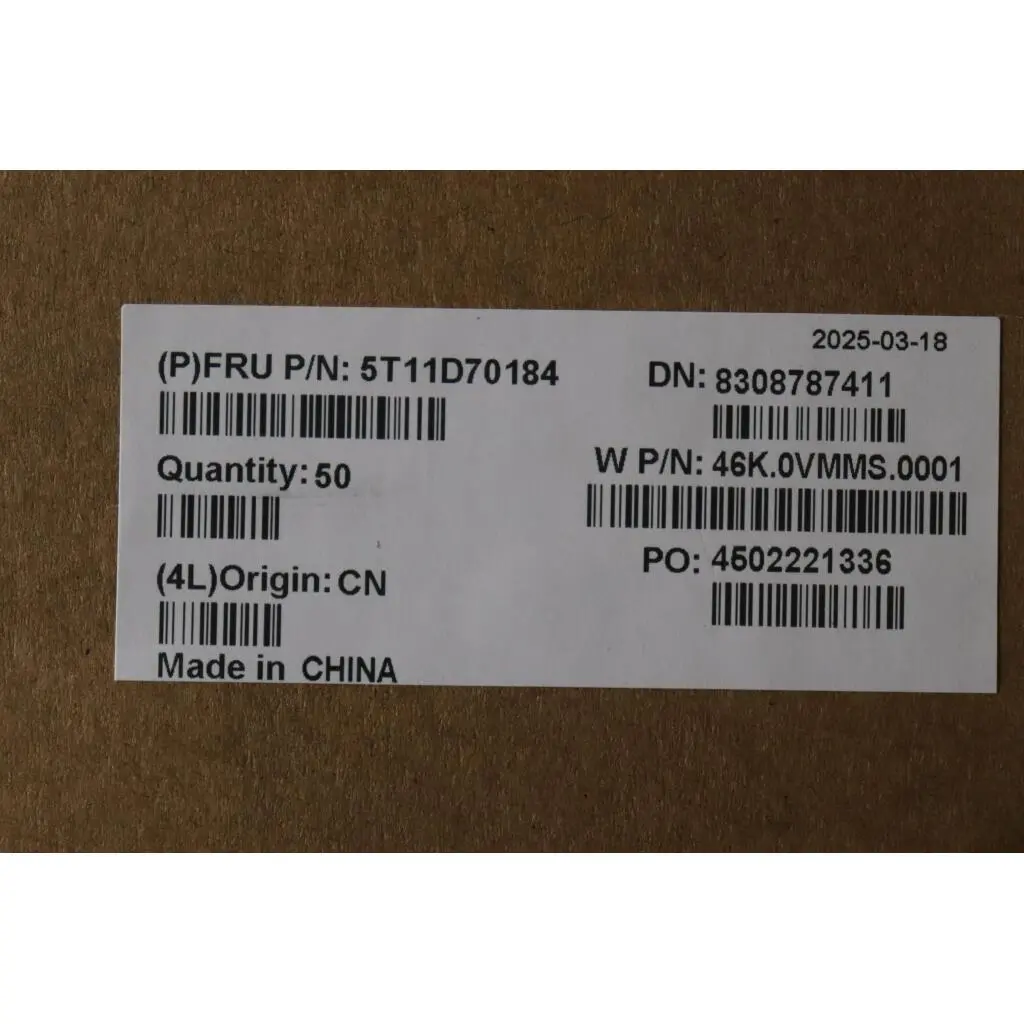 2025-03-18
(P)FRU P/N: 5T11D70184
DN: 8308787411
Quantity: 50
W P/N: 46K.0VMMS.0001
(4L)Origin: CN
PO: 4502221336
Made in CHINA